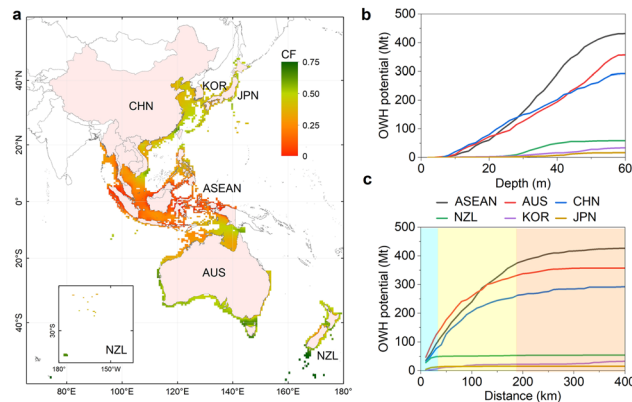 a
CF
0.75
0.50
0.25
0
40°N
20°N
0°
20°S
40°S
KOR
JPN
CHN
ASEAN
AUS
NZL
30°S
NZL
180°
150°W
80°E
100°E
120°E
140°E
160°E
180°
b
OWH potential (Mt)
500
400
300
200
100
0
0
20
40
60
Depth (m)
ASEAN
AUS
CHN
NZL
KOR
JPN
c
OWH potential (Mt)
500
400
300
200
100
0
0
100
200
300
400
Distance (km)